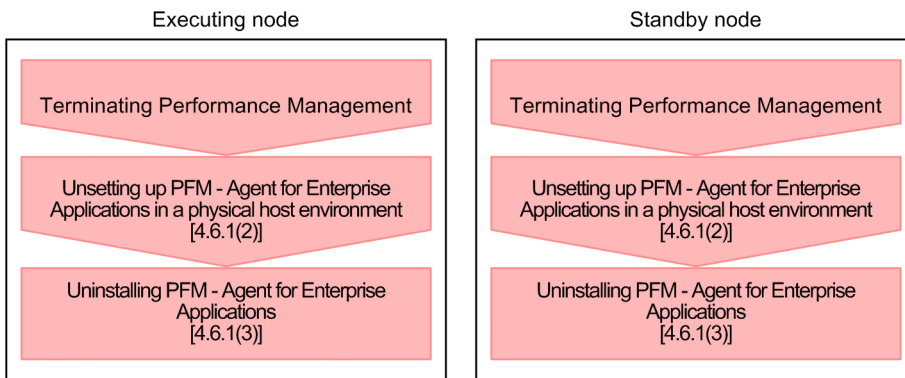 Executing node
Terminating Performance Management
Unsetting up PFM - Agent for Enterprise
Applications in a physical host environment
[4.6.1(2)]
Uninstalling PFM - Agent for Enterprise
Applications
[4.6.1(3)]
Standby node
Terminating Performance Management
Unsetting up PFM - Agent for Enterprise
Applications in a physical host environment
[4.6.1(2)]
Uninstalling PFM - Agent for Enterprise
Applications
[4.6.1(3)]